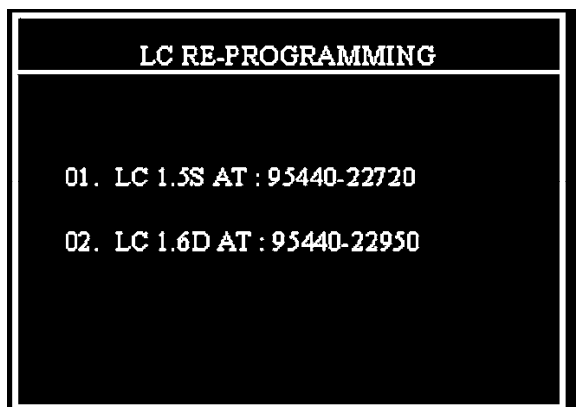 LC RE-PROGRAMMING
01. LC 1.5S AT : 95440-22720
02. LC 1.6D AT : 95440-22950